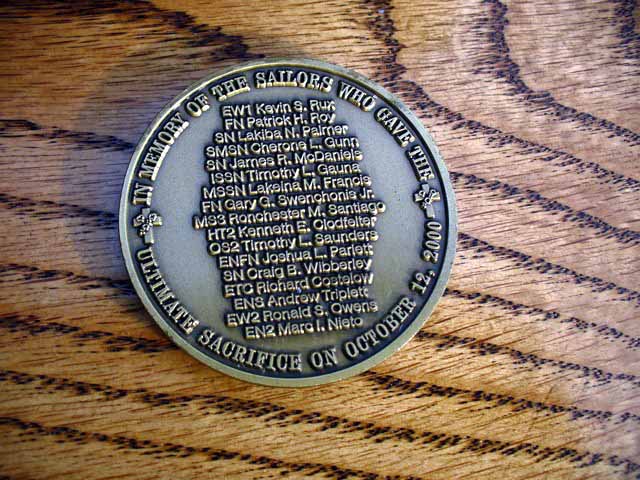 IN MEMORY OF THE SAILORS WHO GAVE THE
EW1 Kevin S. Rux
FN Patrick H. Roy
SN Lakiba N. Palmer
SMSN Cherone L. Gunn
SN James R. McDaniels
ISSN Timothy L. Gauna
MSSN Lakeina M. Francis
FN Gary G. Swenchonis Jr.
MS3 Ronchester M. Santiago
HT2 Kenneth E. Clodfelter
OS2 Timothy L. Saunders
ENFN Joshua L. Parlett
SN Craig B. Wibberley
ETC Richard Costelow
ENS Andrew Triplett
EW2 Ronald S. Owens
EN2 Marc I. Nieto
ULTIMATE SACRIFICE ON OCTOBER 12, 2000